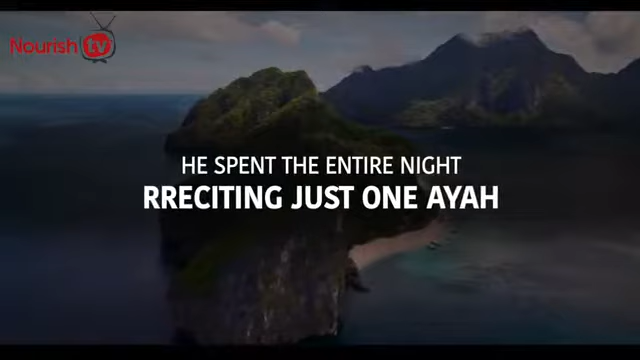 Nourish tv
HE SPENT THE ENTIRE NIGHT
RRECITING JUST ONE AYAH